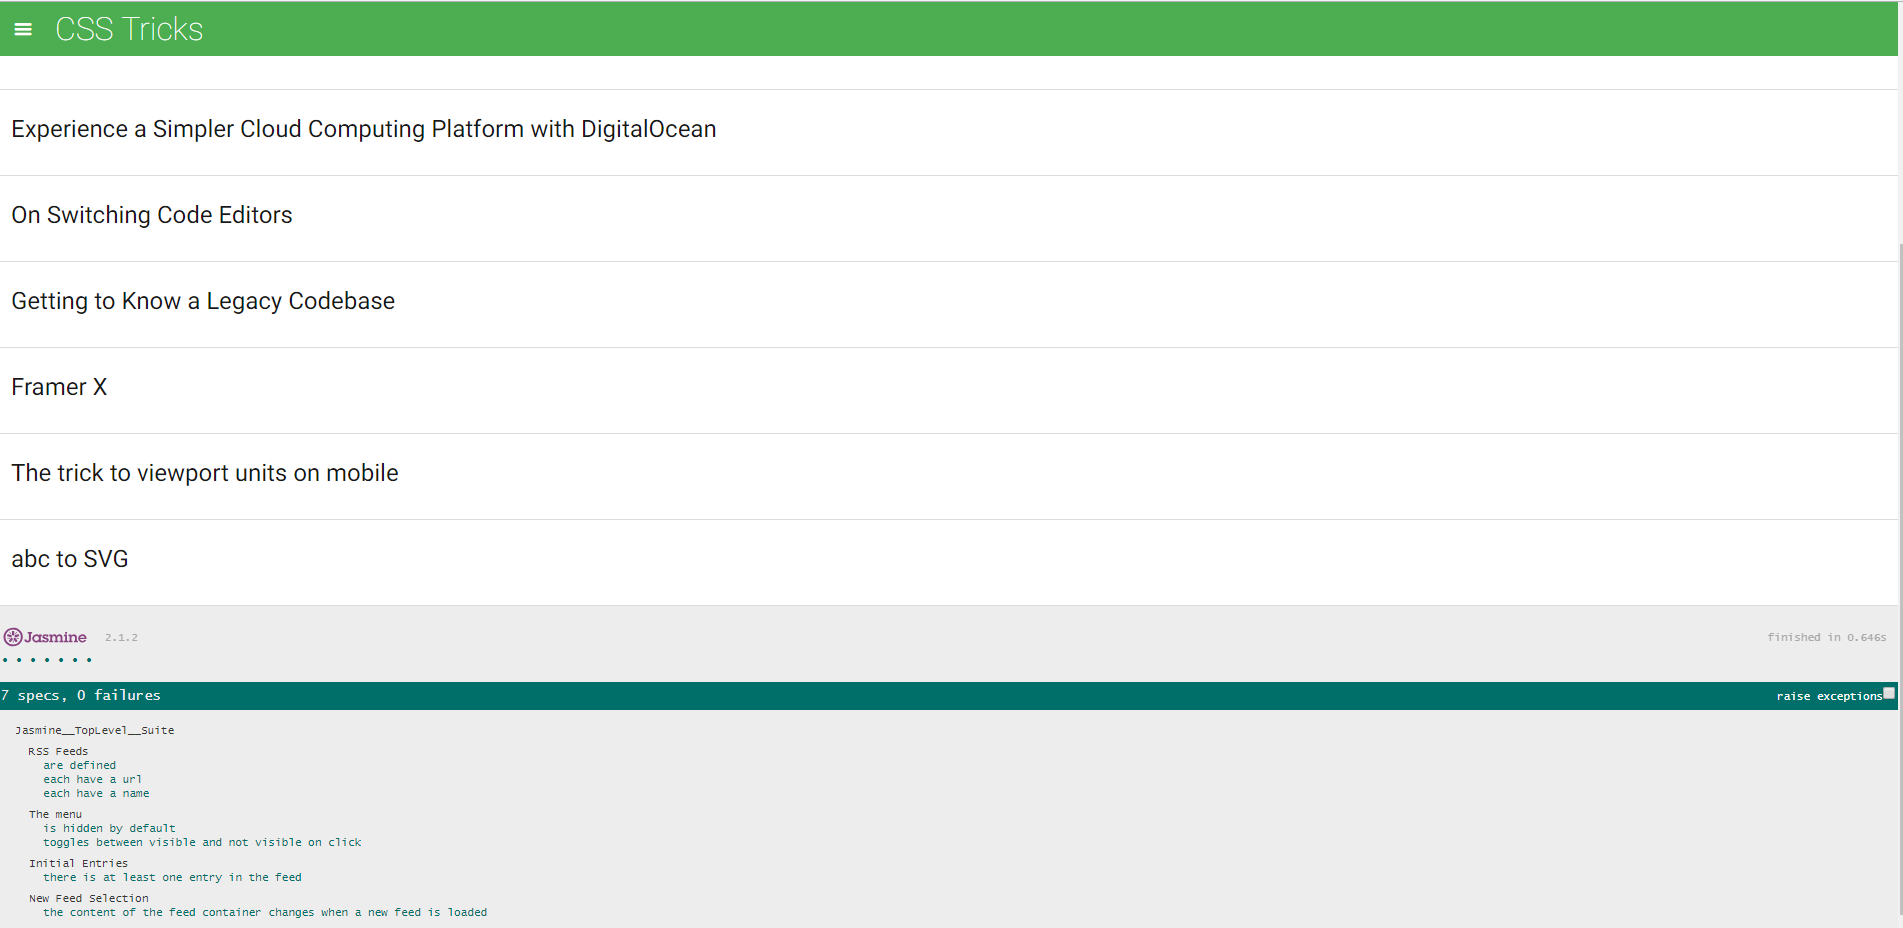 CSS Tricks
Experience a Simpler Cloud Computing Platform with DigitalOcean
On Switching Code Editors
Getting to Know a Legacy Codebase
Framer X
The trick to viewport units on mobile
abc to SVG
Jasmine 2.1.2 finished in 0.646s
7 specs, 0 failures raise exceptions
Jasmine__TopLevel__Suite
RSS Feeds
are defined
each have a url
each have a name
The menu
is hidden by default
toggles between visible and not visible on click
Initial Entries
there is at least one entry in the feed
New Feed Selection
the content of the feed container changes when a new feed is loaded